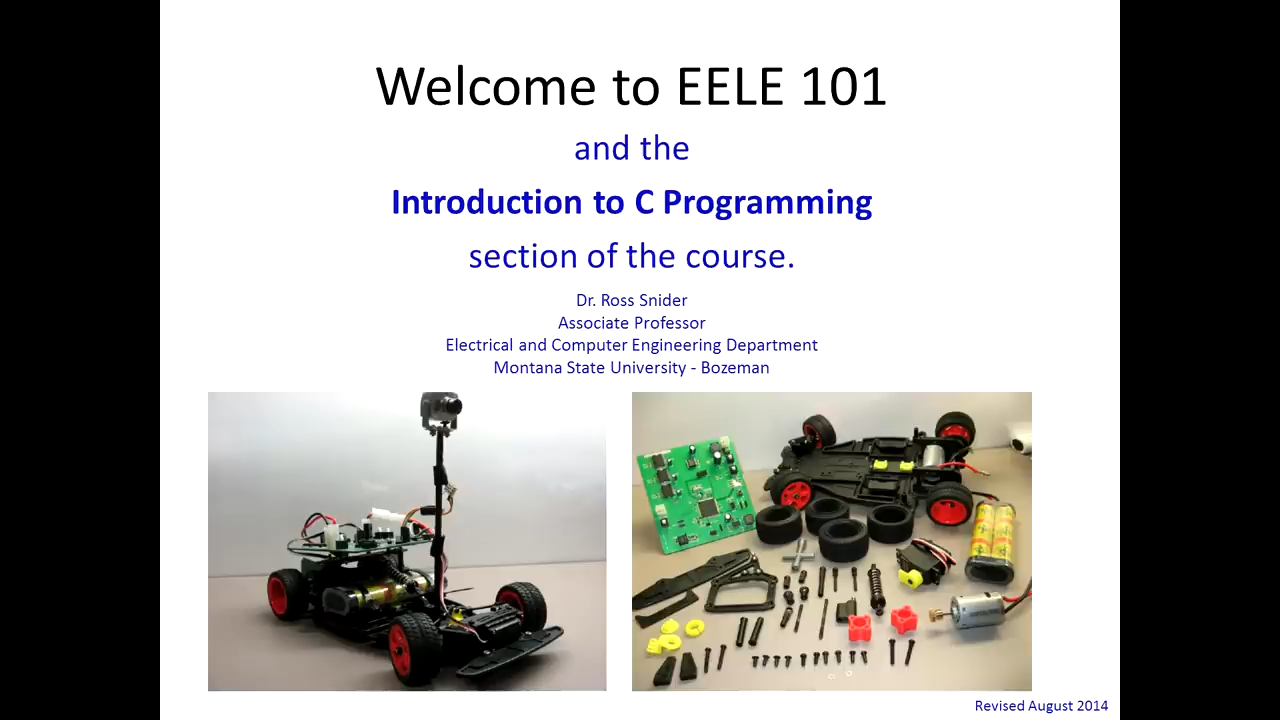 Welcome to EELE 101
and the
Introduction to C Programming
section of the course.
Dr. Ross Snider
Associate Professor
Electrical and Computer Engineering Department
Montana State University - Bozeman
Revised August 2014